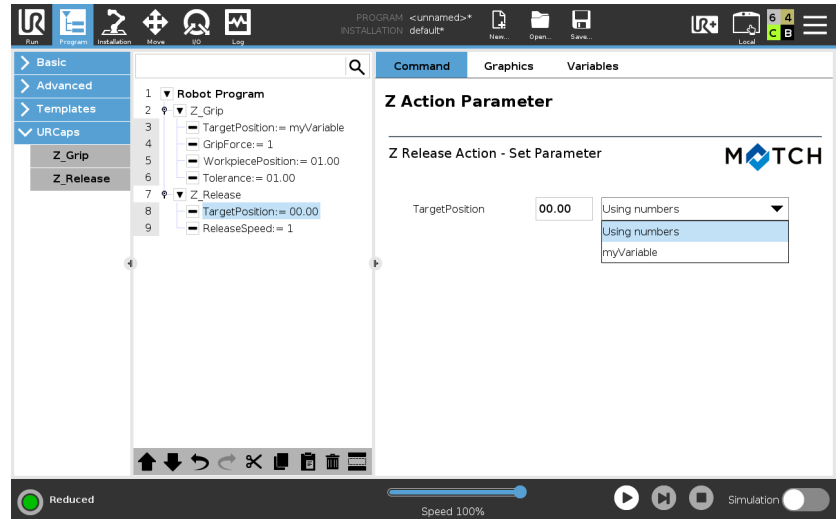 PROGRAM <unnamed>*
INSTALLATION default*
Run Program Installation Move I/O Log New... Open... Save... UR+ Local 6 4 C B
Basic
Advanced
Templates
URCaps
Z_Grip
Z_Release
1 Robot Program
2 Z_Grip
3 TargetPosition:= myVariable
4 GripForce:= 1
5 WorkpiecePosition:= 01.00
6 Tolerance:= 01.00
7 Z_Release
8 TargetPosition:= 00.00
9 ReleaseSpeed:= 1
Command Graphics Variables
Z Action Parameter
Z Release Action - Set Parameter
MATCH
TargetPosition 00.00 Using numbers
Using numbers
myVariable
Reduced
Speed 100%
Simulation